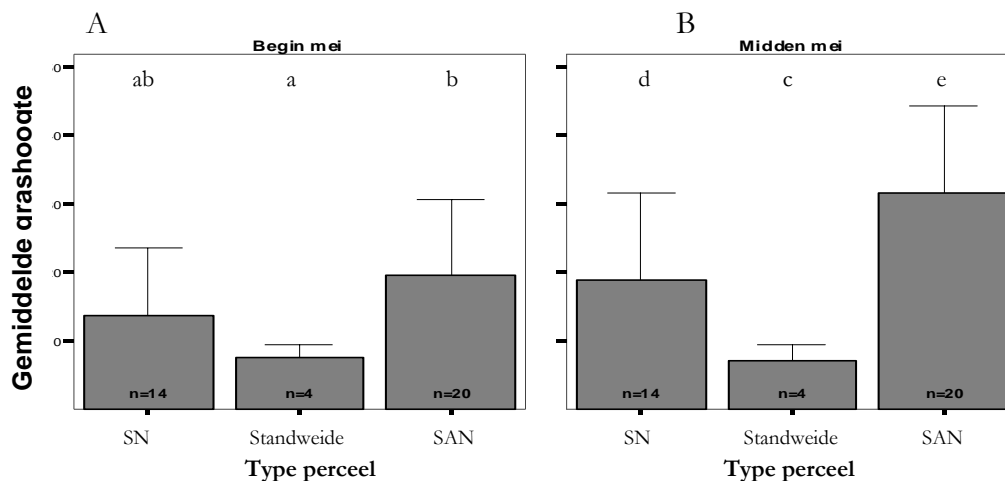 A
B
Begin mei
Midden mei
ab a b
d c e
Gemiddelde grashoogte
n=14 n=4 n=20
n=14 n=4 n=20
SN Standweide SAN
SN Standweide SAN
Type perceel
Type perceel